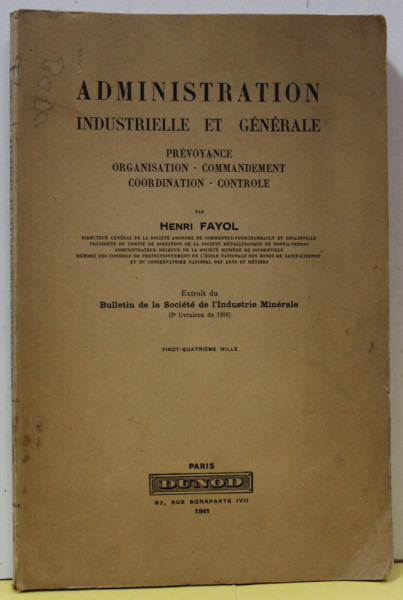 ADMINISTRATION
INDUSTRIELLE ET GÉNÉRALE
PRÉVOYANCE
ORGANISATION - COMMANDEMENT
COORDINATION - CONTROLE
PAR
HENRI FAYOL
DIRECTEUR GÉNÉRAL DE LA SOCIÉTÉ ANONYME DE COMMENTRY-FOURCHAMBAULT ET DECAZEVILLE
PRÉSIDENT DU COMITÉ DE DIRECTION DE LA SOCIÉTÉ MÉTALLURGIQUE DE PONT-A-VENDIN
ADMINISTRATEUR DÉLÉGUÉ DE LA SOCIÉTÉ MINIÈRE DE JOUDREVILLE
MEMBRE DES CONSEILS DE PERFECTIONNEMENT DE L'ÉCOLE NATIONALE DES MINES DE SAINT-ÉTIENNE
ET DU CONSERVATOIRE NATIONAL DES ARTS ET MÉTIERS
Extrait du
Bulletin de la Société de l'Industrie Minérale
(3e livraison de 1916)
VINGT-QUATRIÈME MILLE
PARIS
DUNOD
92, RUE BONAPARTE (VI)
1941